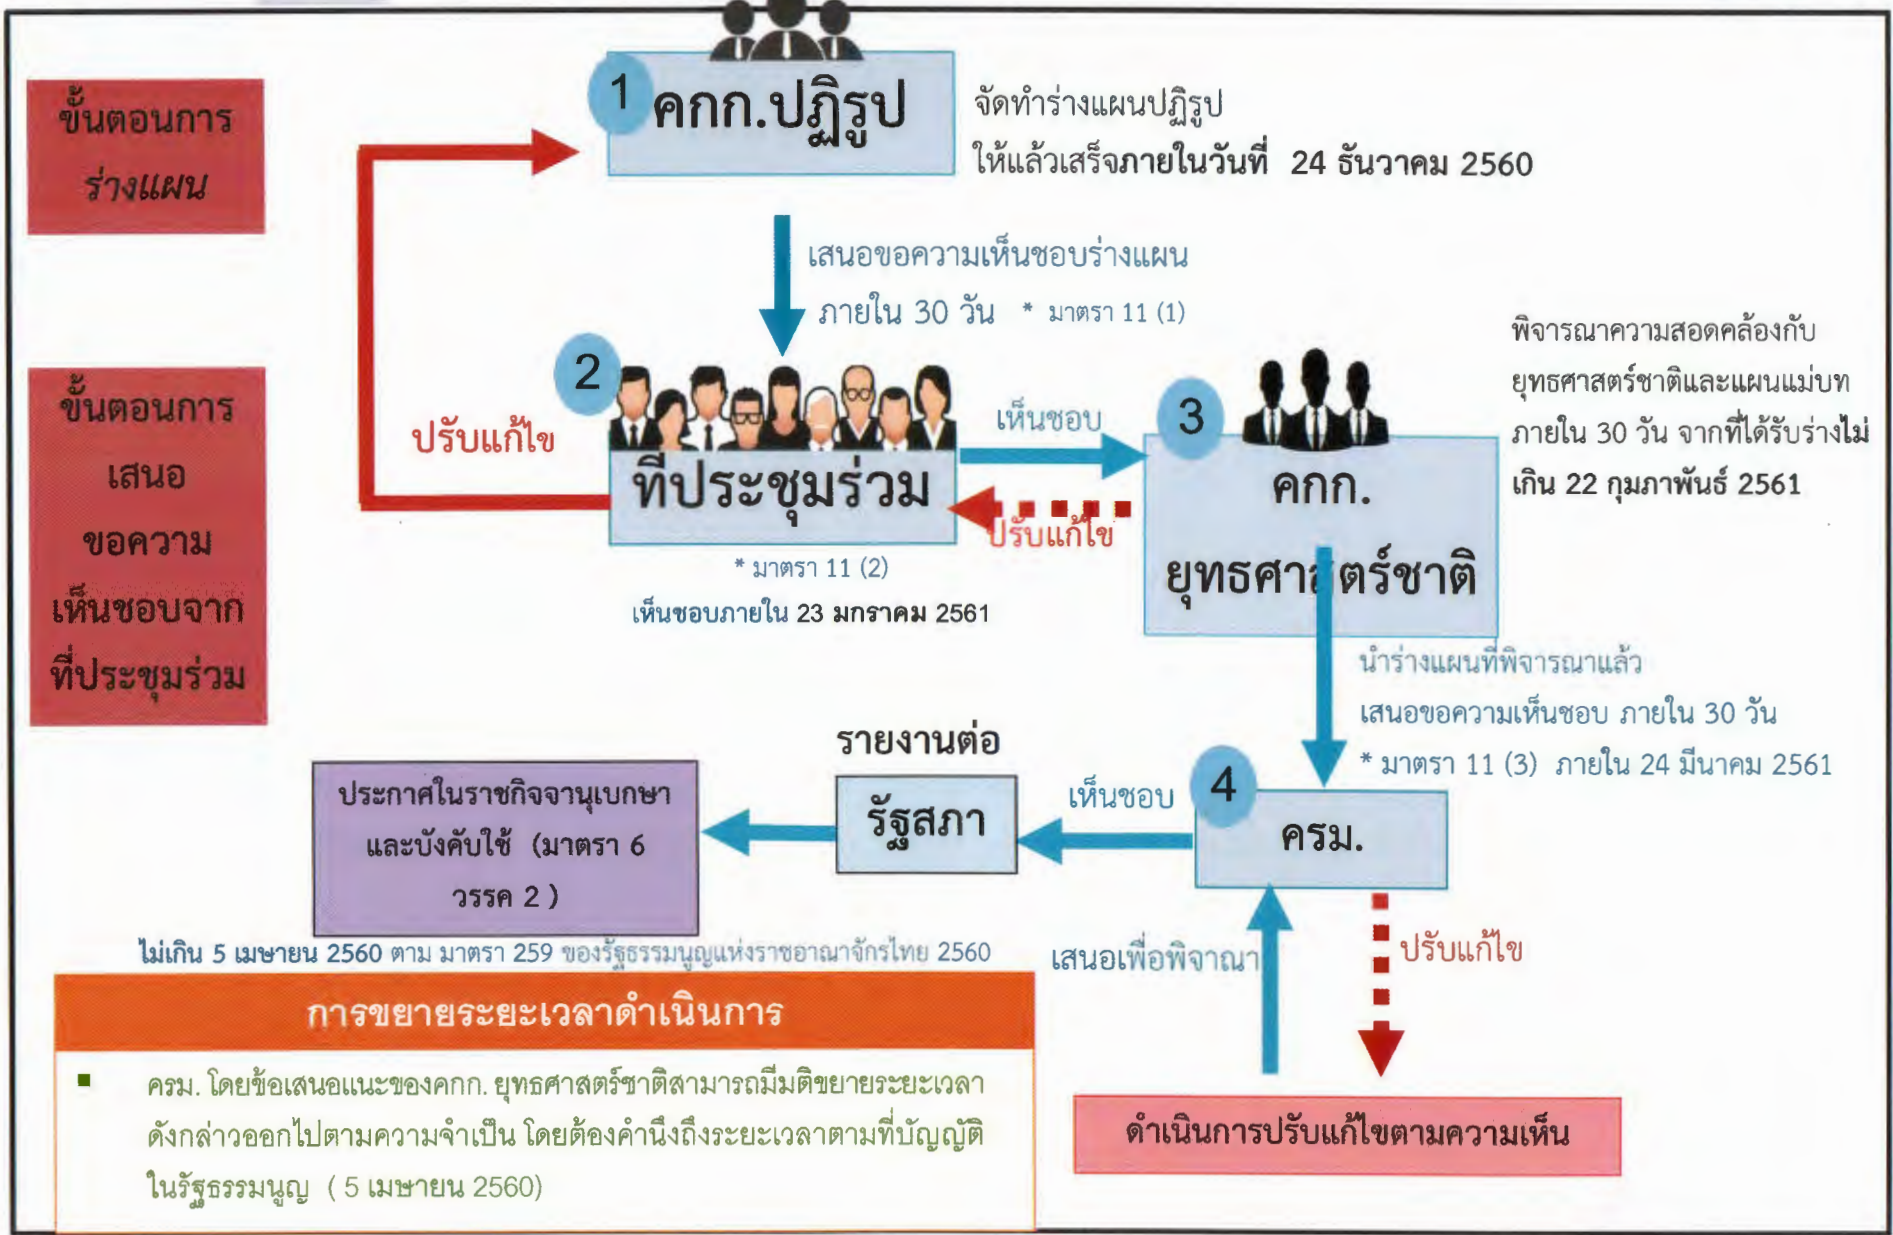 ขั้นตอนการ
ร่างแผน
1
คกก.ปฏิรูป
จัดทำร่างแผนปฏิรูป
ให้แล้วเสร็จภายในวันที่ 24 ธันวาคม 2560
เสนอขอความเห็นชอบร่างแผน
ภายใน 30 วัน * มาตรา 11 (1)
ขั้นตอนการ
เสนอ
ขอความ
เห็นชอบจาก
ที่ประชุมร่วม
ปรับแก้ไข
2
ที่ประชุมร่วม
* มาตรา 11 (2)
เห็นชอบภายใน 23 มกราคม 2561
เห็นชอบ
ปรับแก้ไข
3
คกก.
ยุทธศาสตร์ชาติ
พิจารณาความสอดคล้องกับ
ยุทธศาสตร์ชาติและแผนแม่บท
ภายใน 30 วัน จากที่ได้รับร่างไม่
เกิน 22 กุมภาพันธ์ 2561
นำร่างแผนที่พิจารณาแล้ว
เสนอขอความเห็นชอบ ภายใน 30 วัน
* มาตรา 11 (3) ภายใน 24 มีนาคม 2561
4
ครม.
เห็นชอบ
รายงานต่อ
รัฐสภา
ประกาศในราชกิจจานุเบกษา
และบังคับใช้ (มาตรา 6
วรรค 2 )
ไม่เกิน 5 เมษายน 2560 ตาม มาตรา 259 ของรัฐธรรมนูญแห่งราชอาณาจักรไทย 2560
เสนอเพื่อพิจาณา
ปรับแก้ไข
ดำเนินการปรับแก้ไขตามความเห็น
การขยายระยะเวลาดำเนินการ
▪ ครม. โดยข้อเสนอแนะของคกก. ยุทธศาสตร์ชาติสามารถมีมติขยายระยะเวลา
ดังกล่าวออกไปตามความจำเป็น โดยต้องคำนึงถึงระยะเวลาตามที่บัญญัติ
ในรัฐธรรมนูญ ( 5 เมษายน 2560)